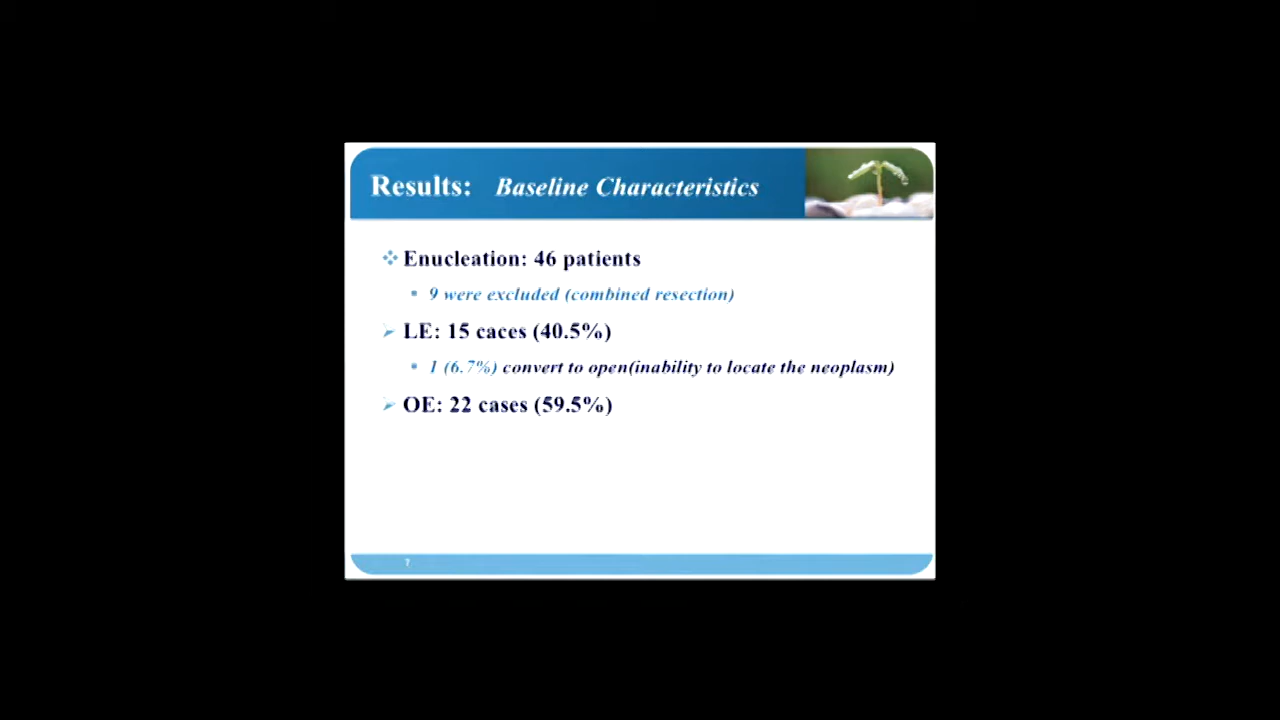 Results: Baseline Characteristics
Enucleation: 46 patients
9 were excluded (combined resection)
LE: 15 caces (40.5%)
1 (6.7%) convert to open(inability to locate the neoplasm)
OE: 22 cases (59.5%)
7